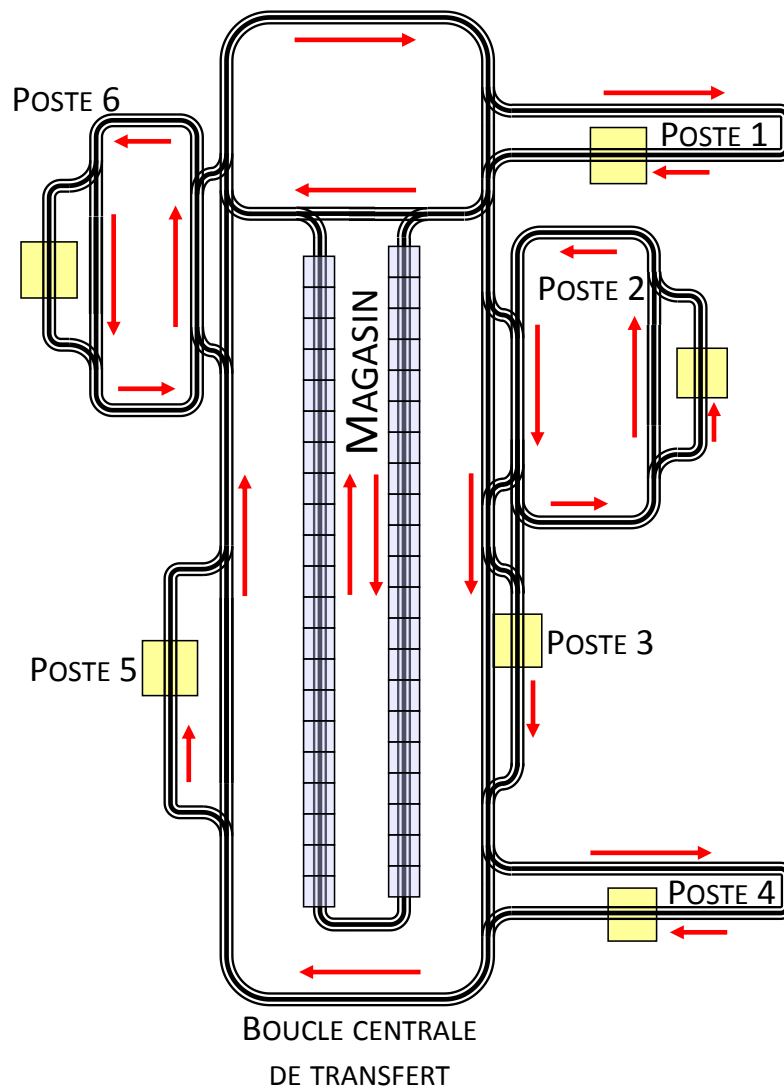 POSTE 6
POSTE 1
POSTE 2
MAGASIN
POSTE 3
POSTE 5
POSTE 4
BOUCLE CENTRALE
DE TRANSFERT